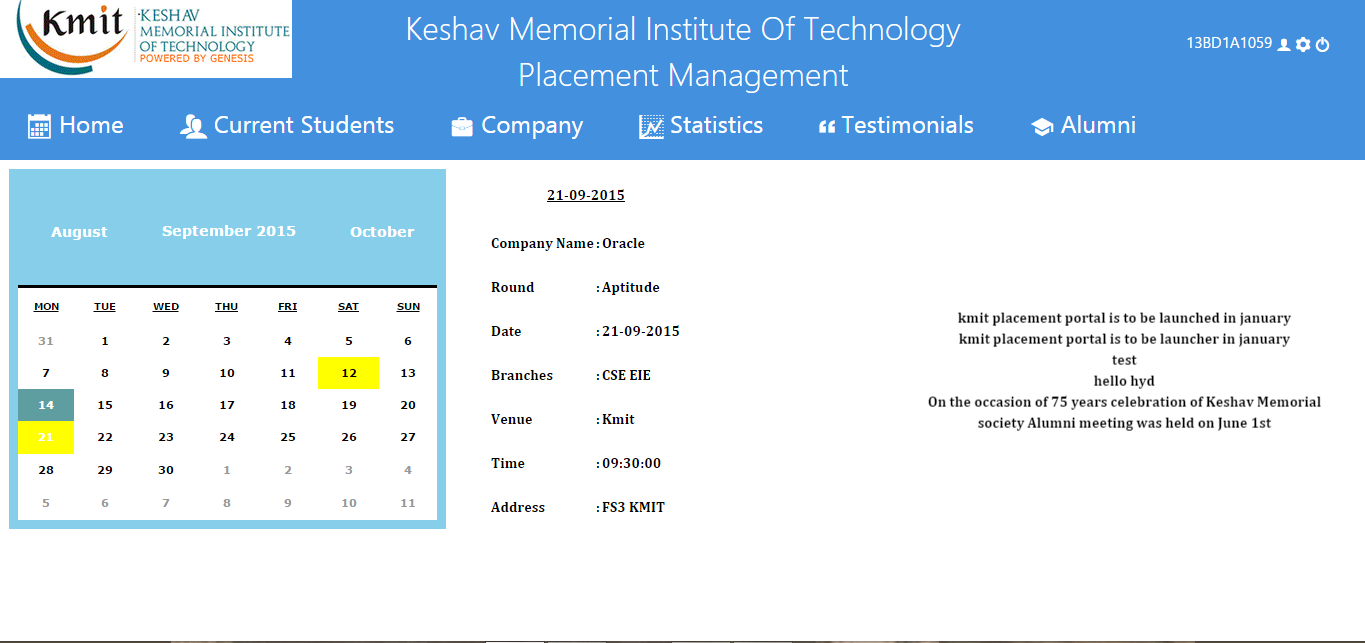 Kmit
KESHAV
MEMORIAL INSTITUTE
OF TECHNOLOGY
POWERED BY GENESIS
Keshav Memorial Institute Of Technology
Placement Management
13BD1A1059
Home Current Students Company Statistics Testimonials Alumni
August September 2015 October
MON TUE WED THU FRI SAT SUN
31 1 2 3 4 5 6
7 8 9 10 11 12 13
14 15 16 17 18 19 20
21 22 23 24 25 26 27
28 29 30 1 2 3 4
5 6 7 8 9 10 11
21-09-2015
Company Name : Oracle
Round : Aptitude
Date : 21-09-2015
Branches : CSE EIE
Venue : Kmit
Time : 09:30:00
Address : FS3 KMIT
kmit placement portal is to be launched in january
kmit placement portal is to be launcher in january
test
hello hyd
On the occasion of 75 years celebration of Keshav Memorial
society Alumni meeting was held on June 1st